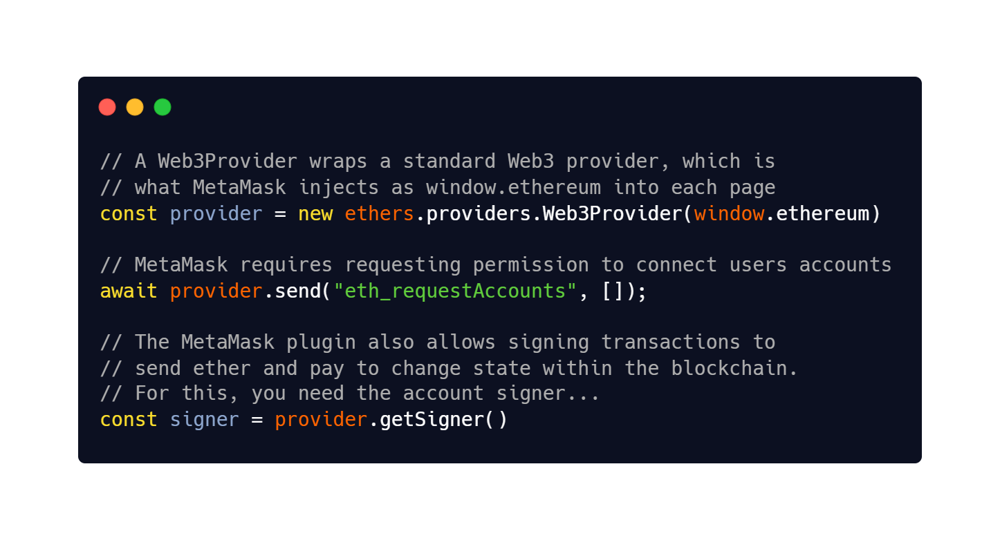 // A Web3Provider wraps a standard Web3 provider, which is
// what MetaMask injects as window.ethereum into each page
const provider = new ethers.providers.Web3Provider(window.ethereum)
// MetaMask requires requesting permission to connect users accounts
await provider.send("eth_requestAccounts", []);
// The MetaMask plugin also allows signing transactions to
// send ether and pay to change state within the blockchain.
// For this, you need the account signer...
const signer = provider.getSigner()